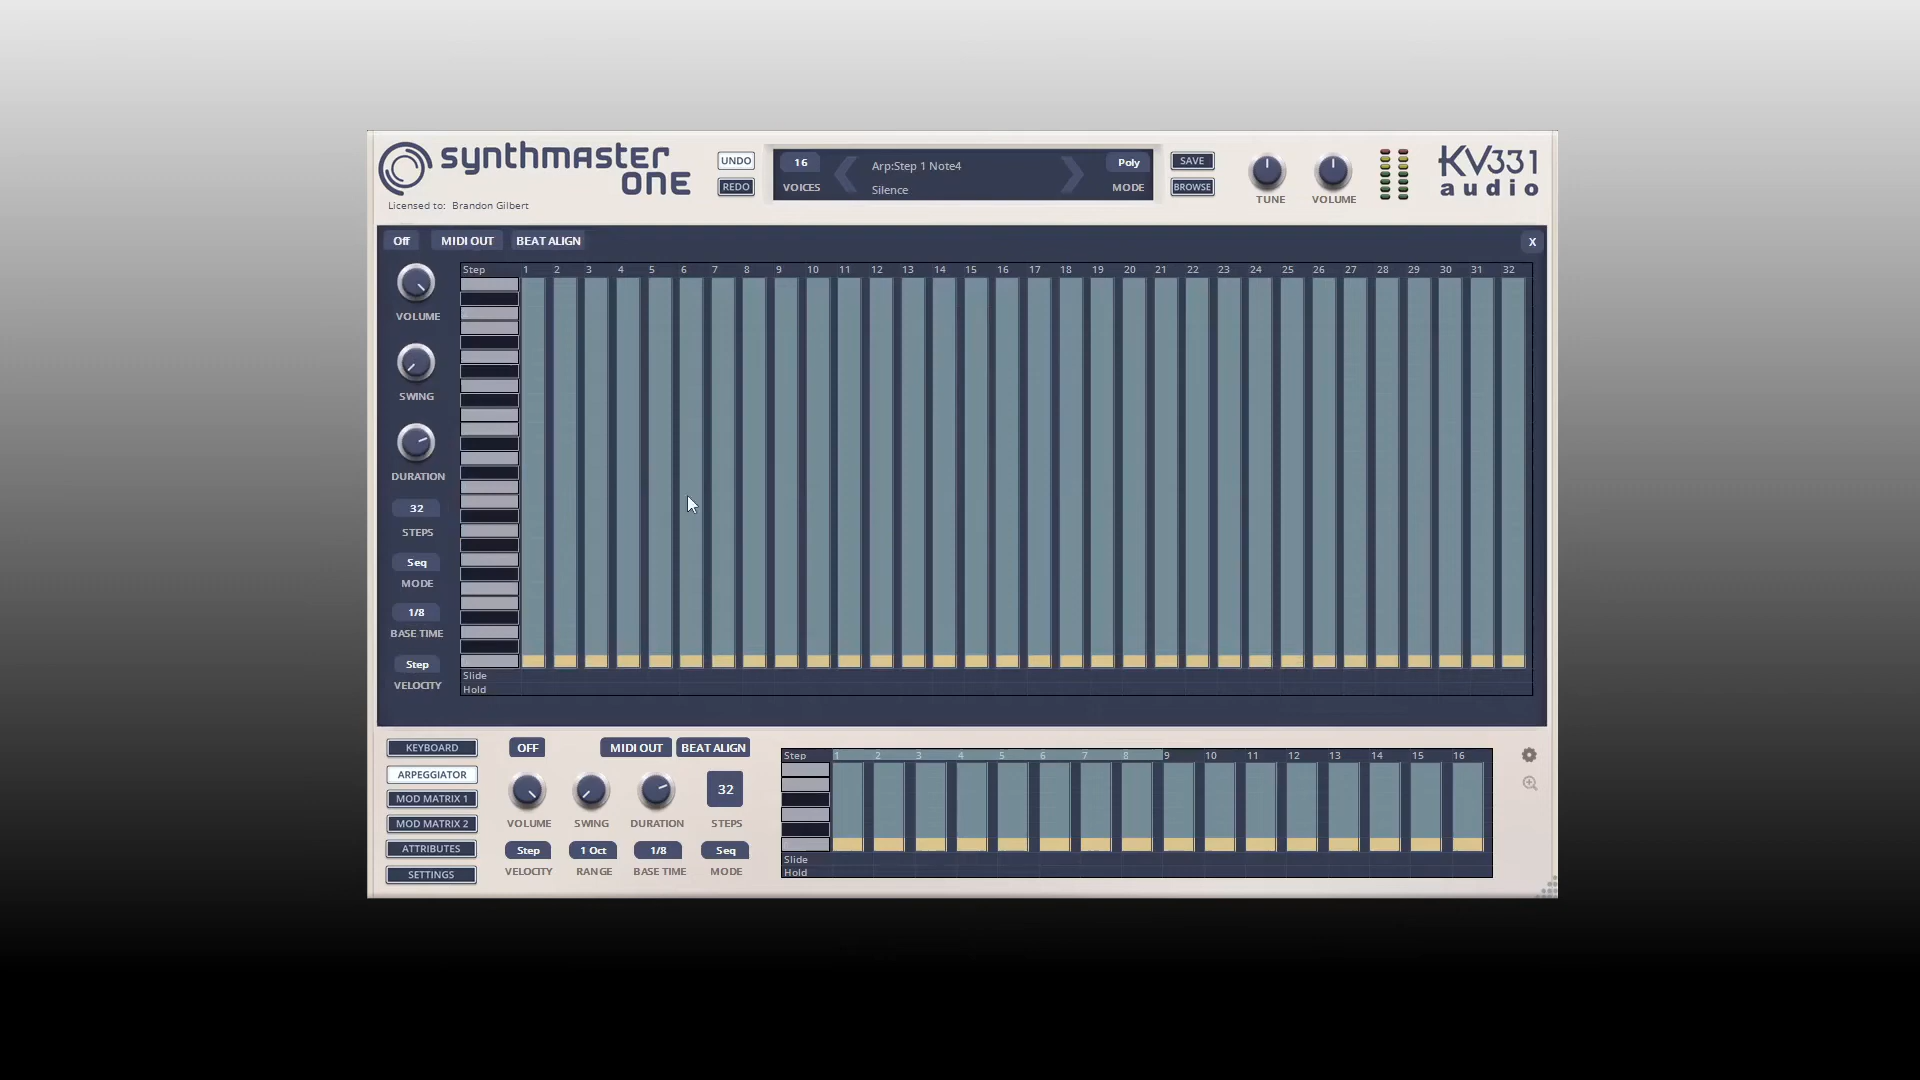 synthmaster
ONE
Licensed to: Brandon Gilbert
UNDO
REDO
16
VOICES
Arp:Step 1 Note4
Silence
Poly
MODE
SAVE
BROWSE
TUNE
VOLUME
KV331
audio
Off
MIDI OUT
BEAT ALIGN
X
VOLUME
SWING
DURATION
32
STEPS
Seq
MODE
1/8
BASE TIME
Step
VELOCITY
Step 1 2 3 4 5 6 7 8 9 10 11 12 13 14 15 16 17 18 19 20 21 22 23 24 25 26 27 28 29 30 31 32
Slide
Hold
KEYBOARD
ARPEGGIATOR
MOD MATRIX 1
MOD MATRIX 2
ATTRIBUTES
SETTINGS
OFF
MIDI OUT
BEAT ALIGN
VOLUME
SWING
DURATION
32
STEPS
Step
VELOCITY
1 Oct
RANGE
1/8
BASE TIME
Seq
MODE
Step 1 2 3 4 5 6 7 8 9 10 11 12 13 14 15 16
Slide
Hold